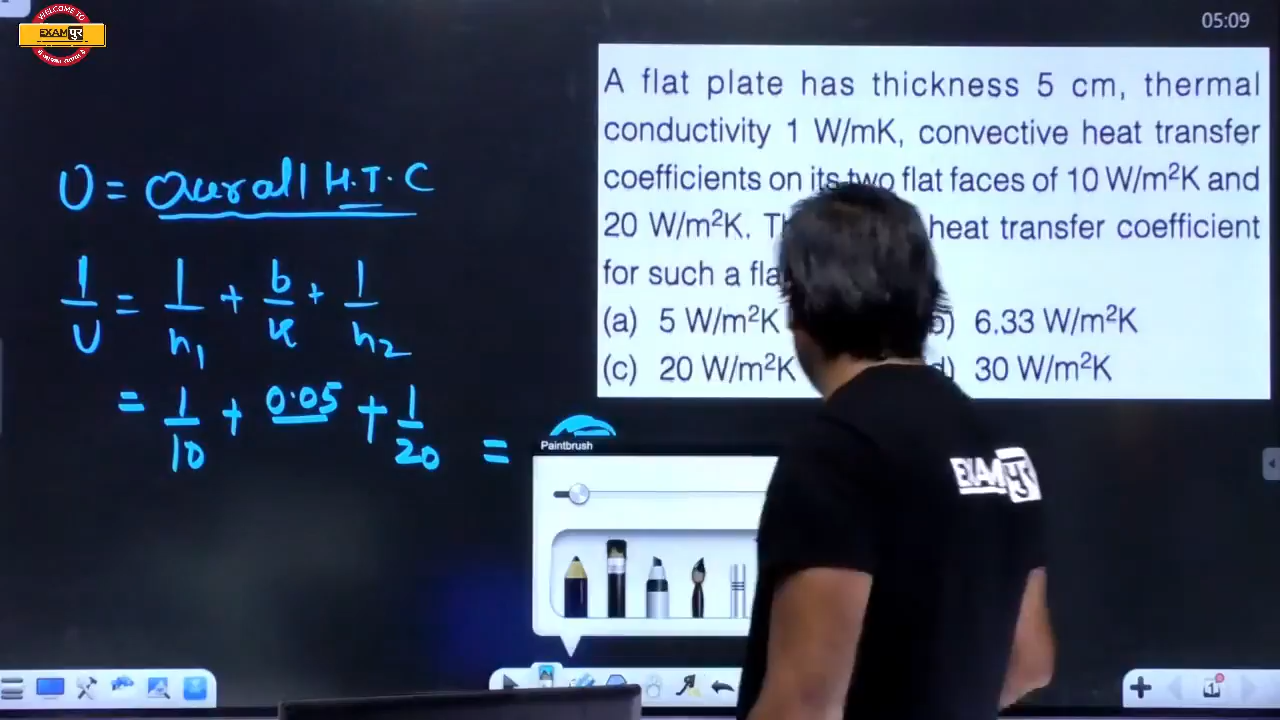 WELCOME TO
EXAMपुर
05:09
A flat plate has thickness 5 cm, thermal
conductivity 1 W/mK, convective heat transfer
coefficients on its two flat faces of 10 W/m²K and
20 W/m²K. heat transfer coefficient
for such a
(a) 5 W/m²K b) 6.33 W/m²K
(c) 20 W/m²K d) 30 W/m²K
U = Overall H.T.C
1/U = 1/h₁ + b/k + 1/h₂
= 1/10 + 0.05 + 1/20 =
Paintbrush
EXAMपुर
1